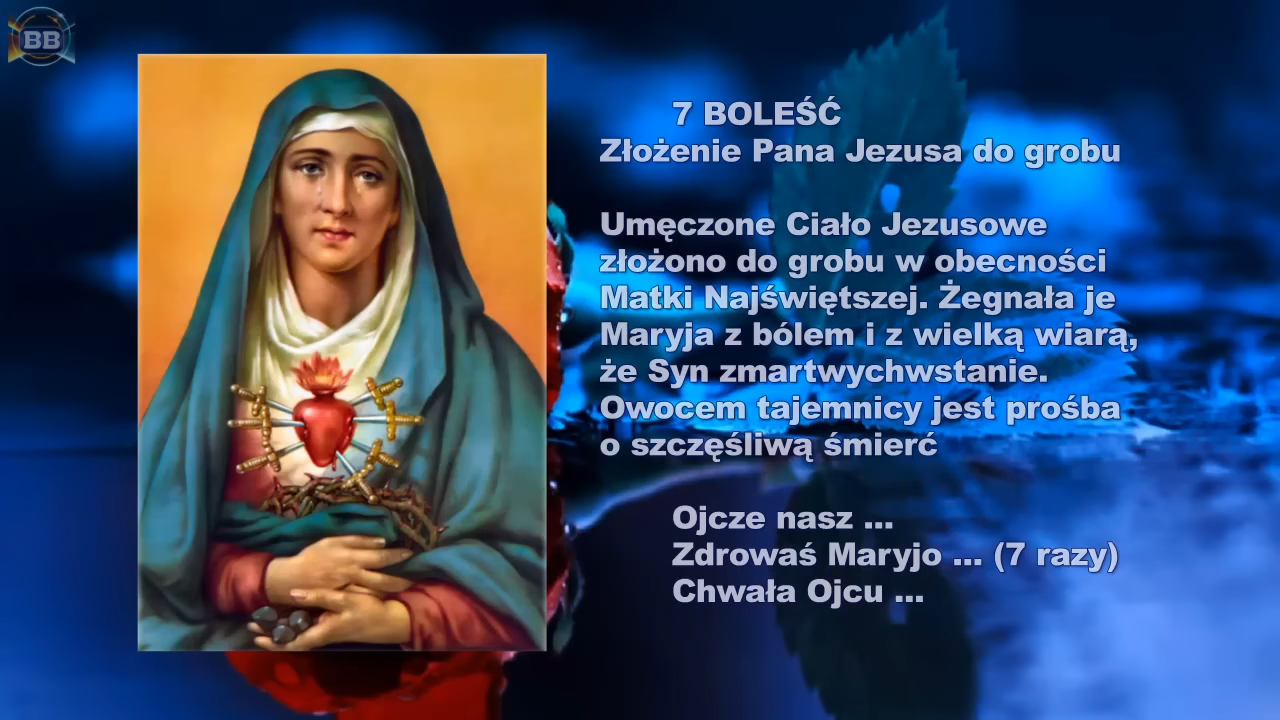 BB
7 BOLEŚĆ
Złożenie Pana Jezusa do grobu
Umęczone Ciało Jezusowe
złożono do grobu w obecności
Matki Najświętszej. Żegnała je
Maryja z bólem i z wielką wiarą,
że Syn zmartwychwstanie.
Owocem tajemnicy jest prośba
o szczęśliwą śmierć
Ojcze nasz ...
Zdrowaś Maryjo ... (7 razy)
Chwała Ojcu ...